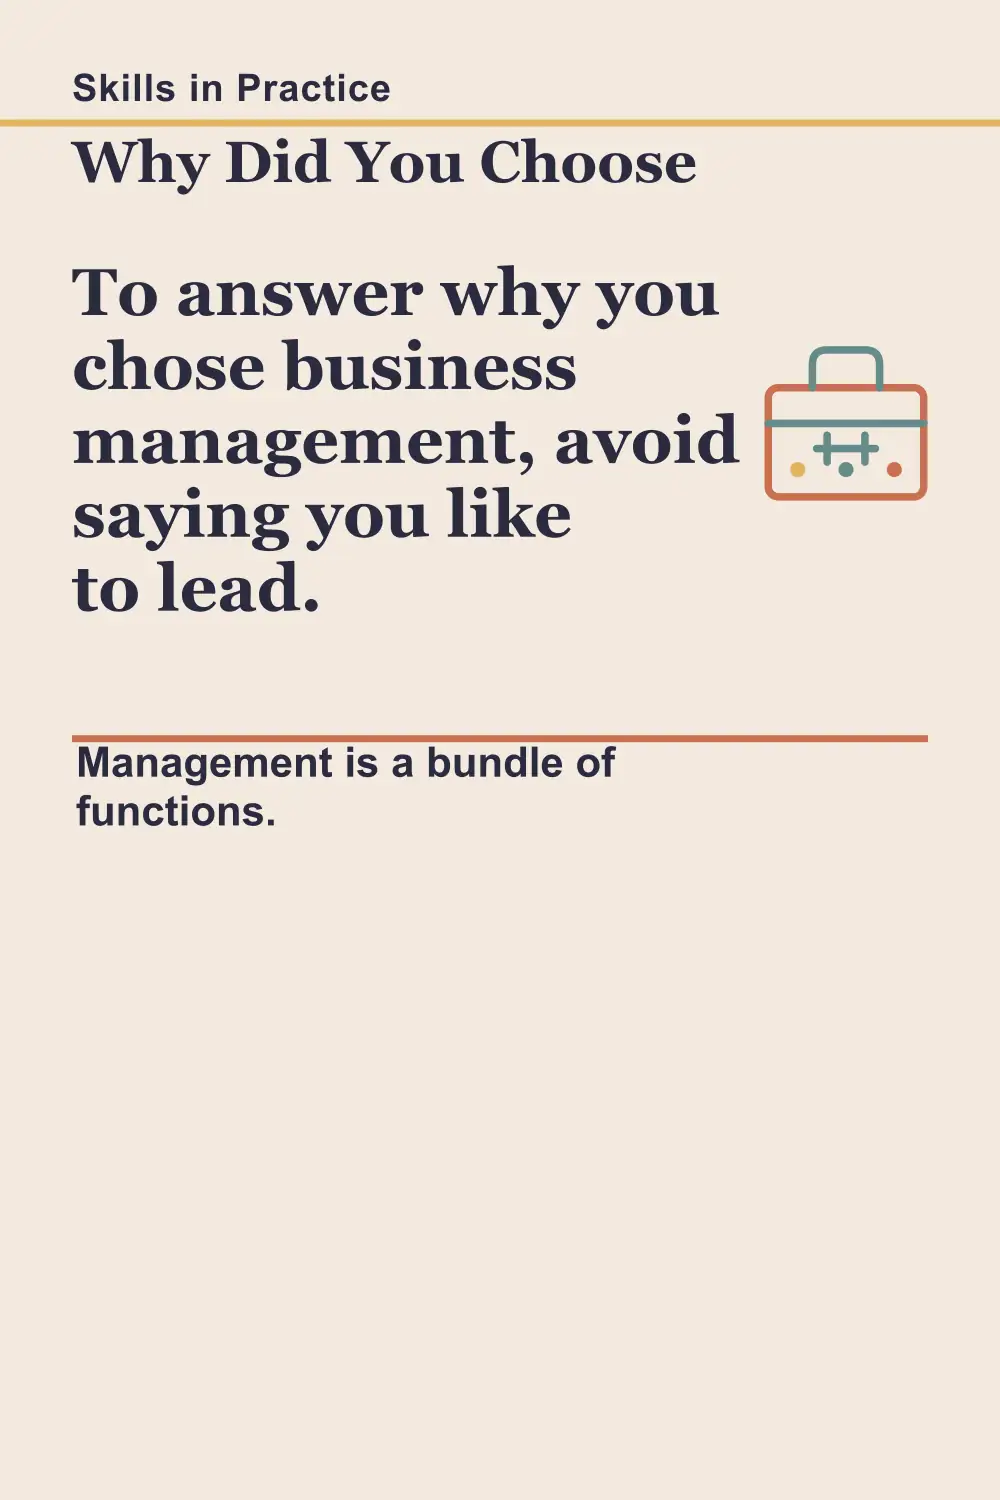 Skills in Practice
Why Did You Choose
To answer why you
chose business
management, avoid
saying you like
to lead.
Management is a bundle of
functions.